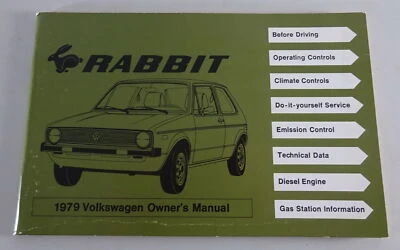 RABBIT
Before Driving
Operating Controls
Climate Controls
Do-it-yourself Service
Emission Control
Technical Data
Diesel Engine
Gas Station Information
1979 Volkswagen Owner's Manual